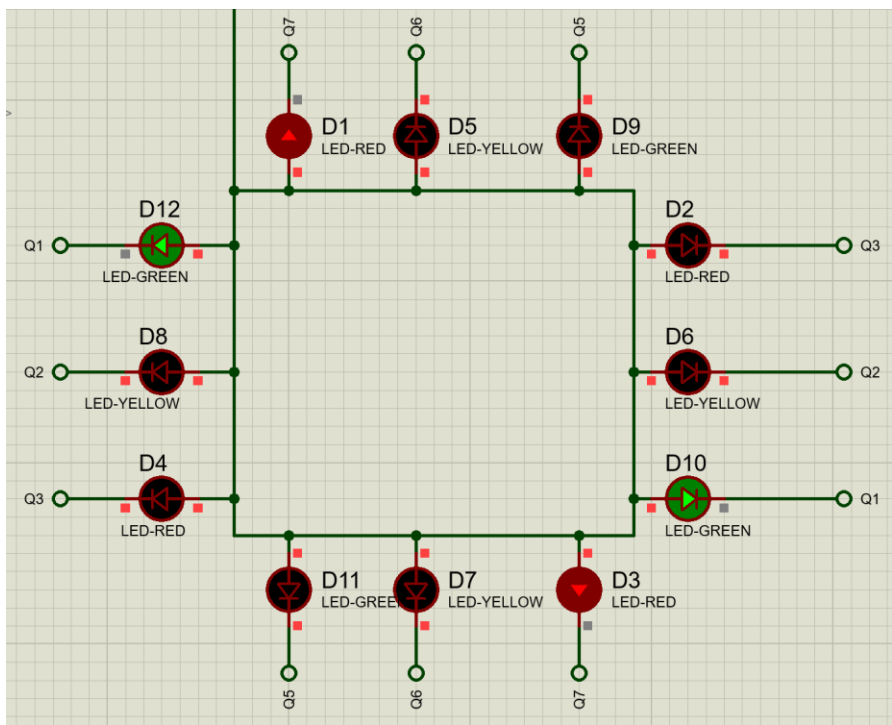 Q7
Q6
Q5
D1
LED-RED
D5
LED-YELLOW
D9
LED-GREEN
D12
Q1
LED-GREEN
D2
Q3
LED-RED
D8
Q2
LED-YELLOW
D6
Q2
LED-YELLOW
D4
Q3
LED-RED
D10
Q1
LED-GREEN
D11
LED-GREE
D7
LED-YELLOW
D3
LED-RED
Q5
Q6
Q7